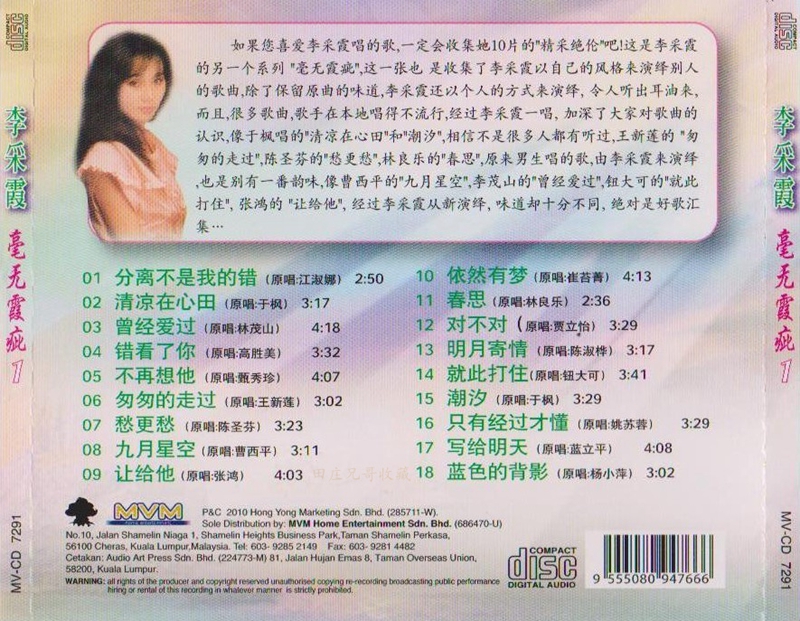 COMPACT
disc
DIGITAL AUDIO
COMPACT
disc
DIGITAL AUDIO
如果您喜爱李采霞唱的歌,一定会收集她10片的"精采绝伦"吧!这是李采霞
的另一个系列 "毫无霞疵",这一张也 是收集了李采霞以自己的风格来演绎别人
的歌曲,除了保留原曲的味道,李采霞还以个人的方式来演绎, 令人听出耳油来,
而且,很多歌曲,歌手在本地唱得不流行,经过李采霞一唱, 加深了大家对歌曲的
认识,像于枫唱的"清凉在心田"和"潮汐",相信不是很多人都有听过,王新莲的 "匆
匆的走过",陈圣芬的"愁更愁",林良乐的"春思",原来男生唱的歌,由李采霞来演绎
,也是别有一番韵味,像曹西平的"九月星空",李茂山的"曾经爱过",钮大可的"就此
打住", 张鸿的 "让给他", 经过李采霞从新演绎, 味道却十分不同, 绝对是好歌汇
集…
李采霞 毫无霞疵1
MV-CD 7291
01 分离不是我的错 (原唱:江淑娜) 2:50
02 清凉在心田 (原唱:于枫) 3:17
03 曾经爱过 (原唱:林茂山) 4:18
04 错看了你 (原唱:高胜美) 3:32
05 不再想他 (原唱:甄秀珍) 4:07
06 匆匆的走过 (原唱:王新莲) 3:02
07 愁更愁 (原唱:陈圣芬) 3:23
08 九月星空 (原唱:曹西平) 3:11
09 让给他 (原唱:张鸿) 4:03
10 依然有梦 (原唱:崔苔菁) 4:13
11 春思 (原唱:林良乐) 2:36
12 对不对 (原唱:贾立怡) 3:29
13 明月寄情 (原唱:陈淑桦) 3:17
14 就此打住 (原唱:钮大可) 3:41
15 潮汐 (原唱:于枫) 3:29
16 只有经过才懂 (原唱:姚苏蓉) 3:29
17 写给明天 (原唱:蓝立平) 4:08
18 蓝色的背影 (原唱:杨小萍) 3:02
田庄兄哥收藏
MVM
P&C 2010 Hong Yong Marketing Sdn. Bhd. (285711-W).
Sole Distribution by: MVM Home Entertainment Sdn. Bhd. (686470-U)
No.10, Jalan Shamelin Niaga 1, Shamelin Heights Business Park,Taman Shamelin Perkasa,
56100 Cheras, Kuala Lumpur,Malaysia. Tel: 603- 9285 2149 Fax: 603- 9281 4482
Cetakan: Audio Art Press Sdn. Bhd. (224773-M) 81, Jalan Hujan Emas 8, Taman Overseas Union,
58200, Kuala Lumpur.
WARNING: all rights of the producer and copyright reserved unauthorised copying re-recording broadcasting public performance
hiring or rental of this recording in whatever manner is strictly prohibited.
COMPACT
disc
DIGITAL AUDIO
9 555080 947666
李采霞 毫无霞疵1
MV-CD 7291